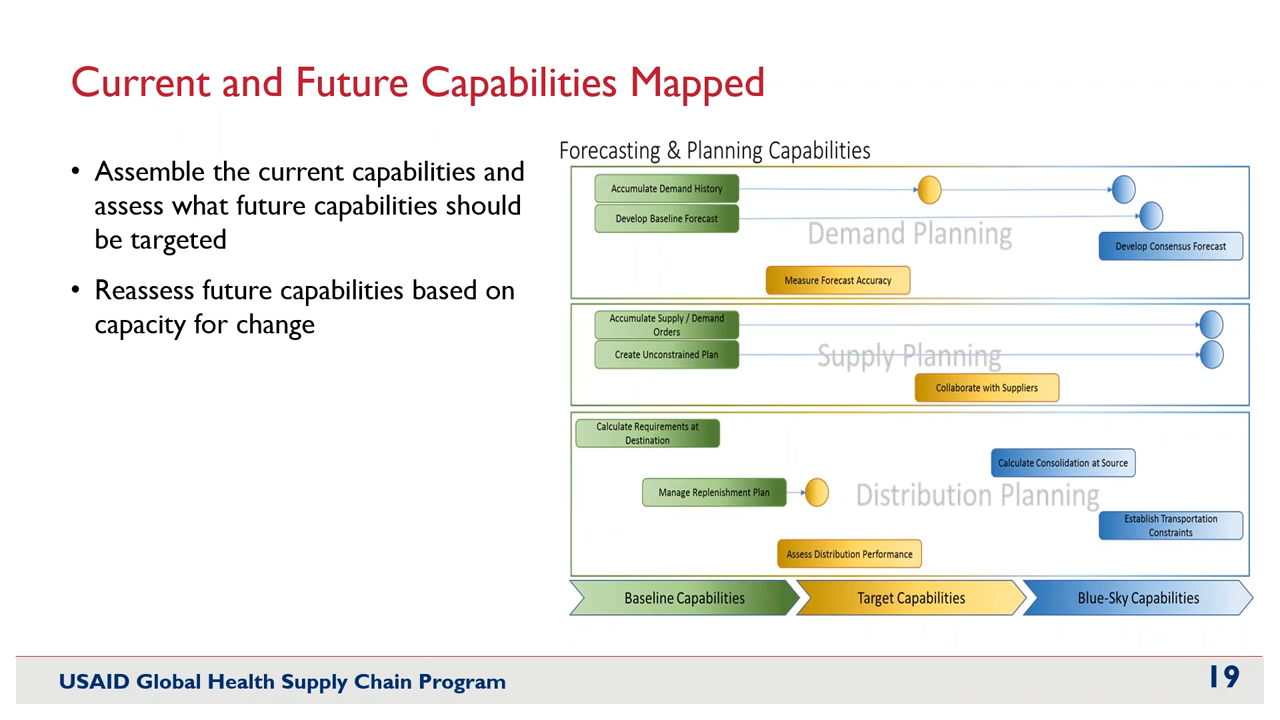 Current and Future Capabilities Mapped
• Assemble the current capabilities and
assess what future capabilities should
be targeted
• Reassess future capabilities based on
capacity for change
Forecasting & Planning Capabilities
Accumulate Demand History
Develop Baseline Forecast
Demand Planning
Develop Consensus Forecast
Measure Forecast Accuracy
Accumulate Supply / Demand
Orders
Create Unconstrained Plan
Supply Planning
Collaborate with Suppliers
Calculate Requirements at
Destination
Calculate Consolidation at Source
Manage Replenishment Plan
Distribution Planning
Establish Transportation
Constraints
Assess Distribution Performance
Baseline Capabilities
Target Capabilities
Blue-Sky Capabilities
USAID Global Health Supply Chain Program
19